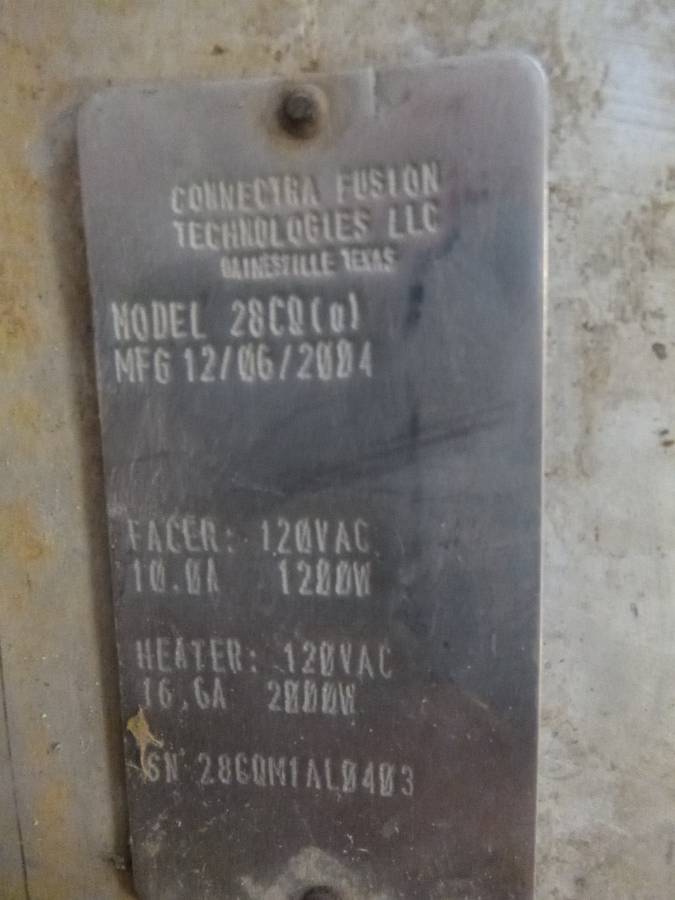 CONNECTRA FUSION
TECHNOLOGIES LLC
GAINESVILLE TEXAS
MODEL 28CQ(a)
MFG 12/06/2004
FACER: 120VAC
10.0A 1200W
HEATER: 120VAC
16.6A 2000W
SN 28GQM1AL0403